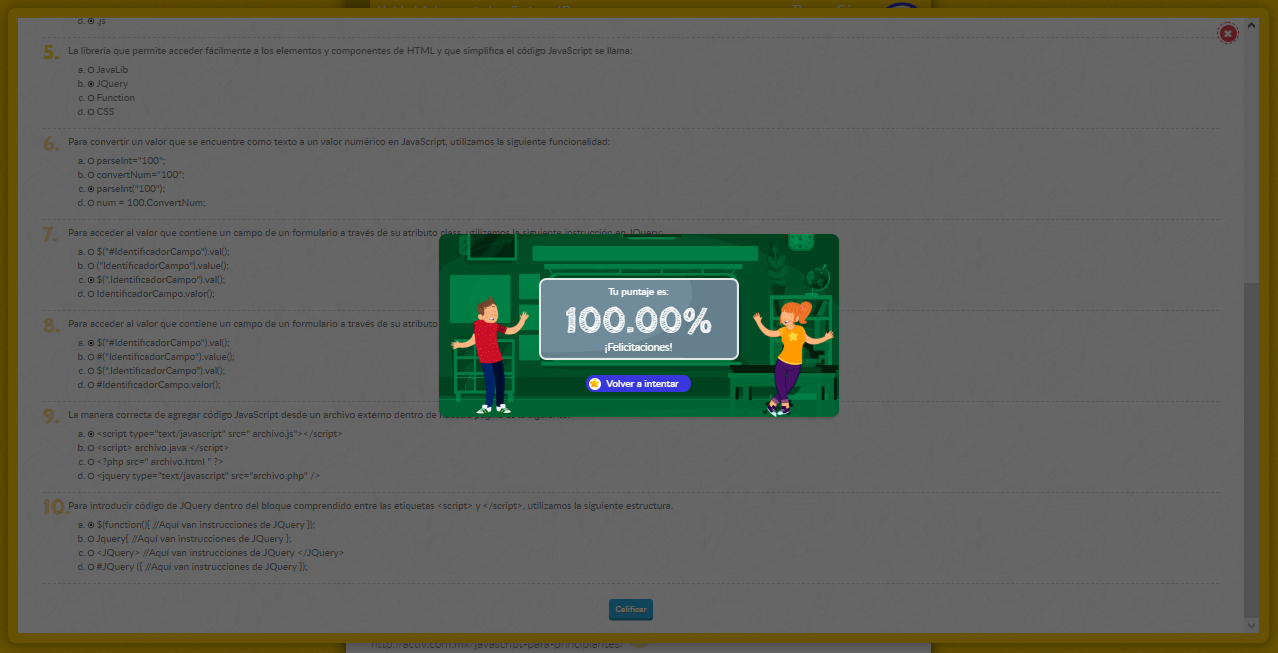 d. .js
5. La librería que permite acceder fácilmente a los elementos y componentes de HTML y que simplifica el código JavaScript se llama:
a. JavaLib
b. JQuery
c. Function
d. CSS
6. Para convertir un valor que se encuentre como texto a un valor numérico en JavaScript, utilizamos la siguiente funcionalidad:
a. parseInt="100";
b. convertNum="100";
c. parseInt("100");
d. num = 100.ConvertNum;
7. Para acceder al valor que contiene un campo de un formulario a través de su atributo class, utilizamos la siguiente instrucción en JQuery:
a. $("#IdentificadorCampo").val();
b. ("IdentificadorCampo").value();
c. $(".IdentificadorCampo").val();
d. IdentificadorCampo.valor();
8. Para acceder al valor que contiene un campo de un formulario a través de su atributo
a. $("#IdentificadorCampo").val();
b. #("IdentificadorCampo").value();
c. $(".IdentificadorCampo").val();
d. #IdentificadorCampo.valor();
Tu puntaje es:
100.00%
¡Felicitaciones!
Volver a intentar
9. La manera correcta de agregar código JavaScript desde un archivo externo dentro de
a. <script type="text/javascript" src=" archivo.js"></script>
b. <script> archivo.java </script>
c. <?php src=" archivo.html " ?>
d. <jquery type="text/javascript" src="archivo.php" />
10. Para introducir código de JQuery dentro del bloque comprendido entre las etiquetas <script> y </script>, utilizamos la siguiente estructura.
a. $(function(){ //Aquí van instrucciones de JQuery });
b. Jquery{ //Aquí van instrucciones de JQuery };
c. <JQuery> //Aquí van instrucciones de JQuery </JQuery>
d. #JQuery ({ //Aquí van instrucciones de JQuery });
Calificar
http://activ.com.mx/javascript-para-principiantes/